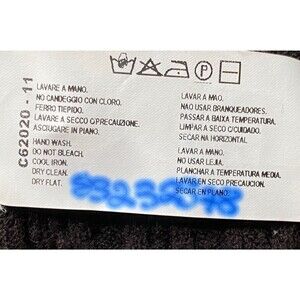 P
C62020 - 11
LAVARE A MANO.
NO CANDEGGIO CON CLORO.
FERRO TIEPIDO.
LAVARE A SECCO C/PRECAUZIONE.
ASCIUGARE IN PIANO.
HAND WASH.
DO NOT BLEACH.
COOL IRON.
DRY CLEAN.
DRY FLAT.
LAVAR A MAO.
NAO USAR BRANQUEADORES.
PASSAR A BAIXA TEMPERATURA.
LIMPAR A SECO C/CUIDADO.
SECAR NA HORIZONTAL.
LAVAR A MANO.
NO USAR LEJIA.
PLANCHAR A TEMPERATURA MEDIA.
LAVAR EN SECO PRECAUCION.
SECAR EN PLANO.